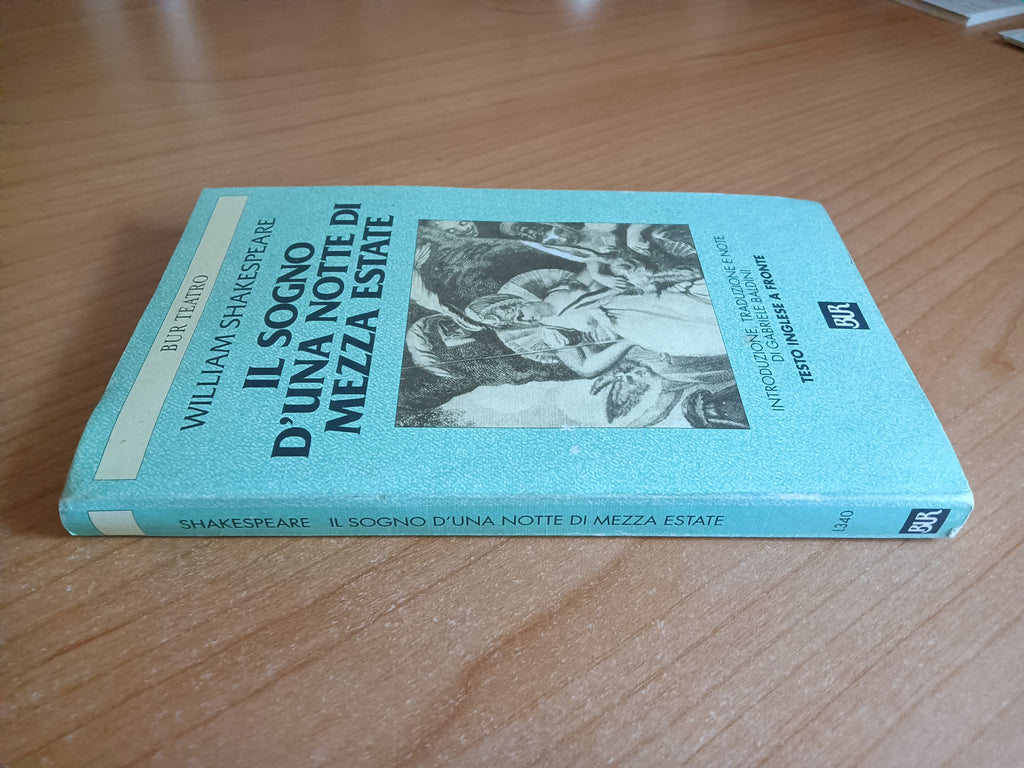 BUR TEATRO
WILLIAM SHAKESPEARE
IL SOGNO
D'UNA NOTTE DI
MEZZA ESTATE
INTRODUZIONE, TRADUZIONE E NOTE
DI GABRIELE BALDINI
TESTO INGLESE A FRONTE
BUR
SHAKESPEARE IL SOGNO D'UNA NOTTE DI MEZZA ESTATE
L340
BUR